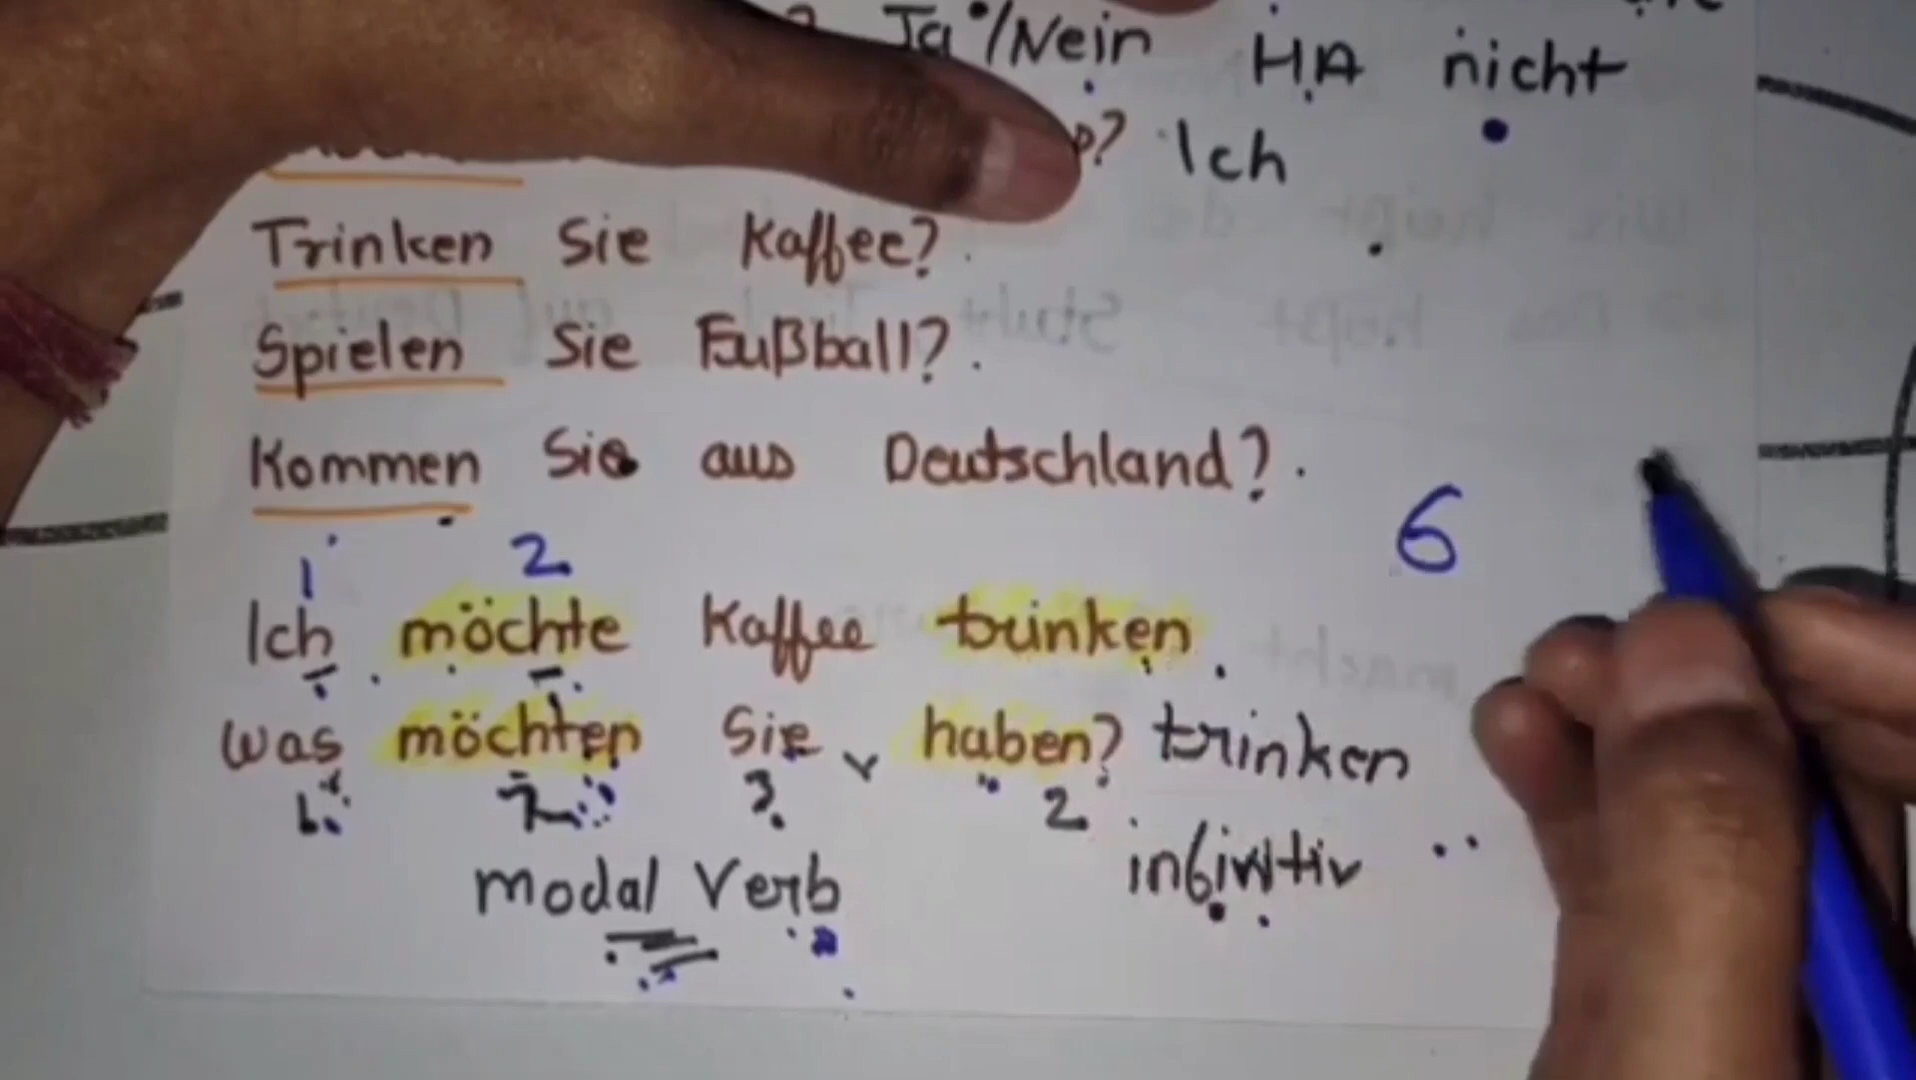 Ja/Nein HA nicht
? Ich
Trinken Sie Kaffee?
Spielen Sie Fußball?
Kommen Sie aus Deutschland?
1 2 6
Ich möchte Kaffee trinken
Was möchten Sie haben? trinken
1. 2 3 2
modal Verb infinitiv